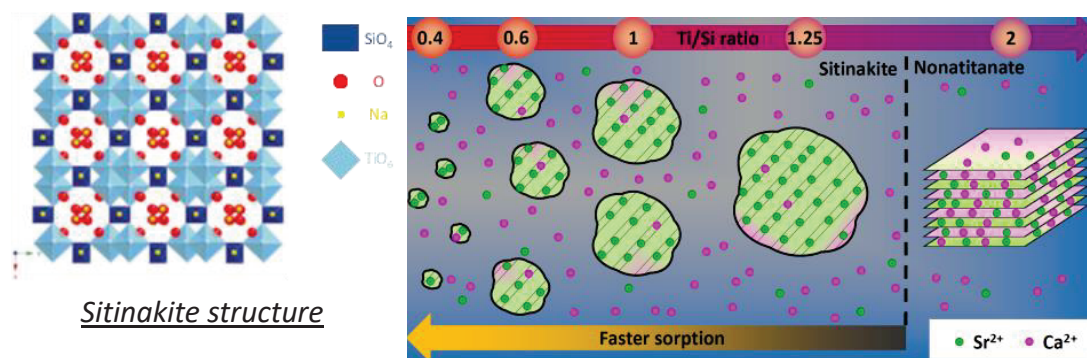 SiO₄
O
Na
TiO₆
Sitinakite structure
0.4
0.6
1
Ti/Si ratio
1.25
2
Sitinakite
Nonatitanate
Faster sorption
Sr²⁺
Ca²⁺